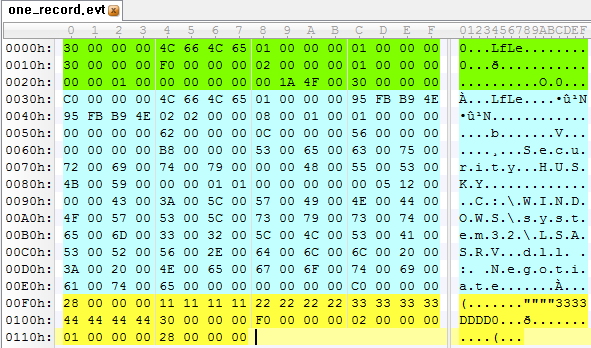 one_record.evt
0 1 2 3 4 5 6 7 8 9 A B C D E F 0123456789ABCDEF
0000h: 30 00 00 00 4C 66 4C 65 01 00 00 00 01 00 00 00 0...LfLe........
0010h: 30 00 00 00 F0 00 00 00 02 00 00 00 01 00 00 00 0...ð...........
0020h: 00 00 01 00 00 00 00 00 00 1A 4F 00 30 00 00 00 ..........O.0...
0030h: C0 00 00 00 4C 66 4C 65 01 00 00 00 95 FB B9 4E À...LfLe....•û¹N
0040h: 95 FB B9 4E 02 02 00 00 08 00 01 00 01 00 00 00 •û¹N............
0050h: 00 00 00 00 62 00 00 00 0C 00 00 00 56 00 00 00 ....b.......V...
0060h: 00 00 00 00 B8 00 00 00 53 00 65 00 63 00 75 00 ....¸...S.e.c.u.
0070h: 72 00 69 00 74 00 79 00 00 00 48 00 55 00 53 00 r.i.t.y...H.U.S.
0080h: 4B 00 59 00 00 00 01 01 00 00 00 00 00 05 12 00 K.Y.............
0090h: 00 00 43 00 3A 00 5C 00 57 00 49 00 4E 00 44 00 ..C.:.\.W.I.N.D.
00A0h: 4F 00 57 00 53 00 5C 00 73 00 79 00 73 00 74 00 O.W.S.\.s.y.s.t.
00B0h: 65 00 6D 00 33 00 32 00 5C 00 4C 00 53 00 41 00 e.m.3.2.\.L.S.A.
00C0h: 53 00 52 00 56 00 2E 00 64 00 6C 00 6C 00 20 00 S.R.V...d.l.l. .
00D0h: 3A 00 20 00 4E 00 65 00 67 00 6F 00 74 00 69 00 :. .N.e.g.o.t.i.
00E0h: 61 00 74 00 65 00 00 00 00 00 00 00 C0 00 00 00 a.t.e.......À...
00F0h: 28 00 00 00 11 11 11 11 22 22 22 22 33 33 33 33 (.......""""3333
0100h: 44 44 44 44 30 00 00 00 F0 00 00 00 02 00 00 00 DDDD0...ð.......
0110h: 01 00 00 00 28 00 00 00 ....(...